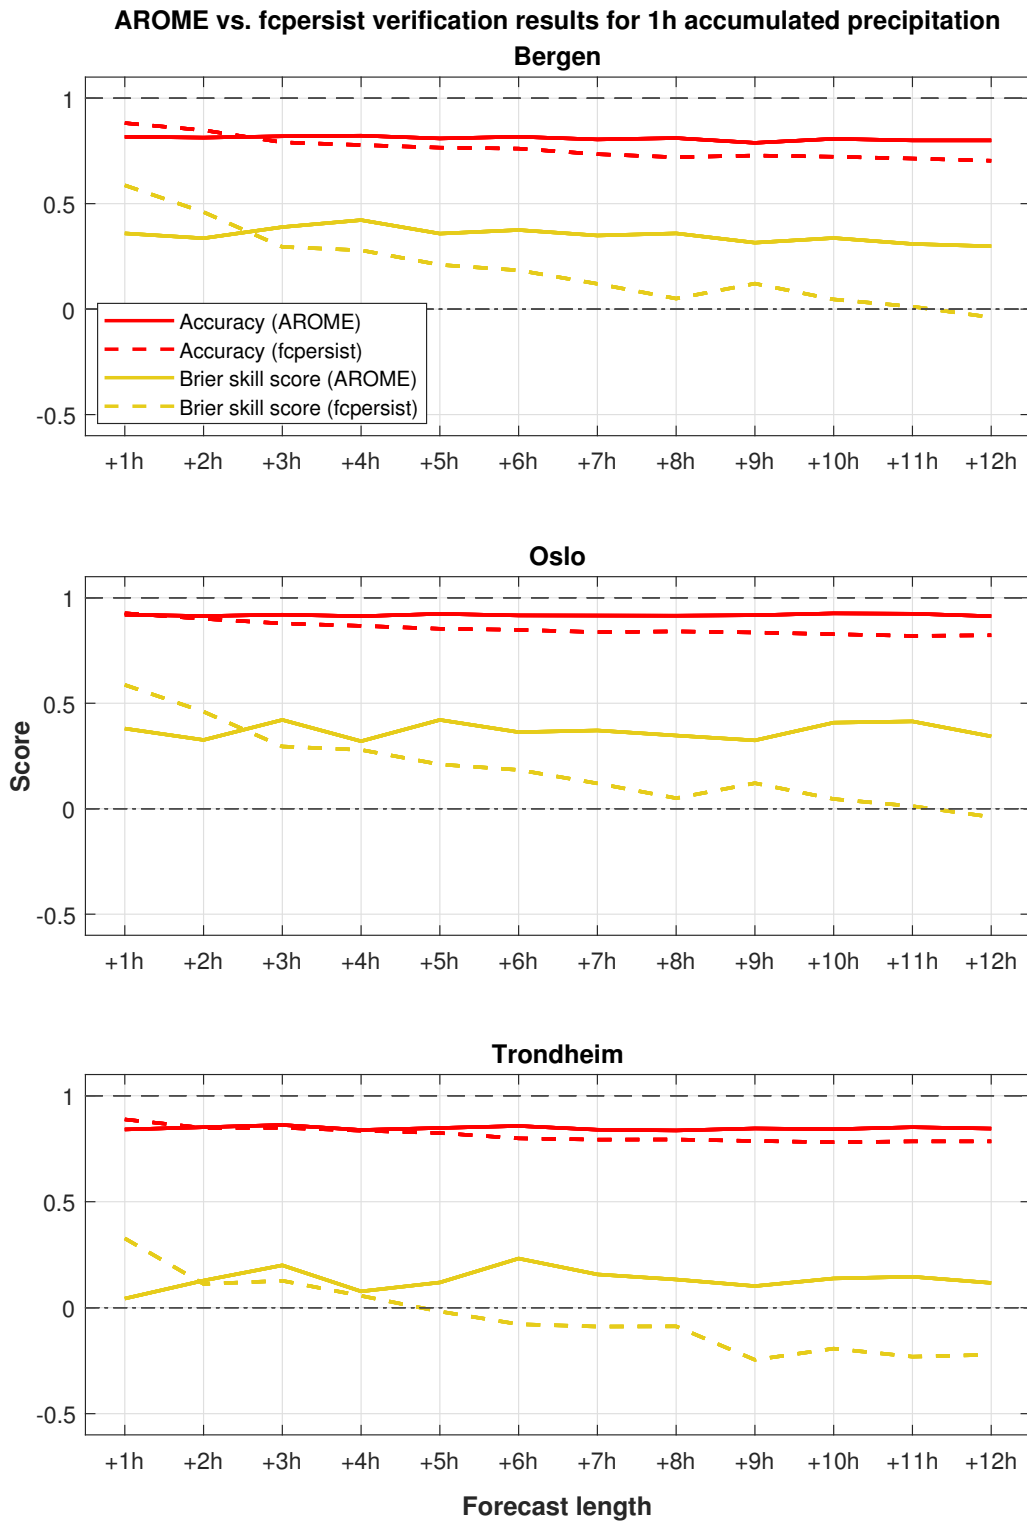 AROME vs. fcpersist verification results for 1h accumulated precipitation
Bergen
1
0.5
0
-0.5
Accuracy (AROME)
Accuracy (fcpersist)
Brier skill score (AROME)
Brier skill score (fcpersist)
+1h +2h +3h +4h +5h +6h +7h +8h +9h +10h +11h +12h
Oslo
1
0.5
0
-0.5
Score
+1h +2h +3h +4h +5h +6h +7h +8h +9h +10h +11h +12h
Trondheim
1
0.5
0
-0.5
+1h +2h +3h +4h +5h +6h +7h +8h +9h +10h +11h +12h
Forecast length